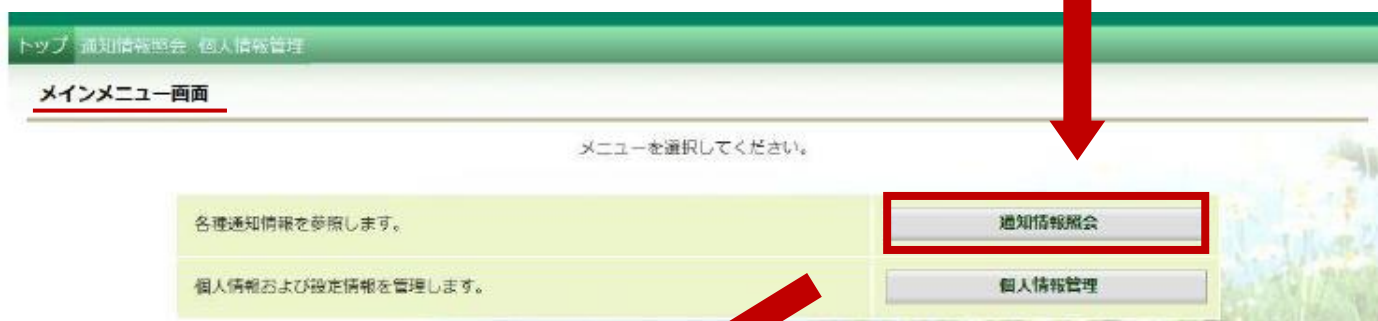 トップ 通知情報照会 個人情報管理
メインメニュー画面
メニューを選択してください。
各種通知情報を参照します。
通知情報照会
個人情報および設定情報を管理します。
個人情報管理